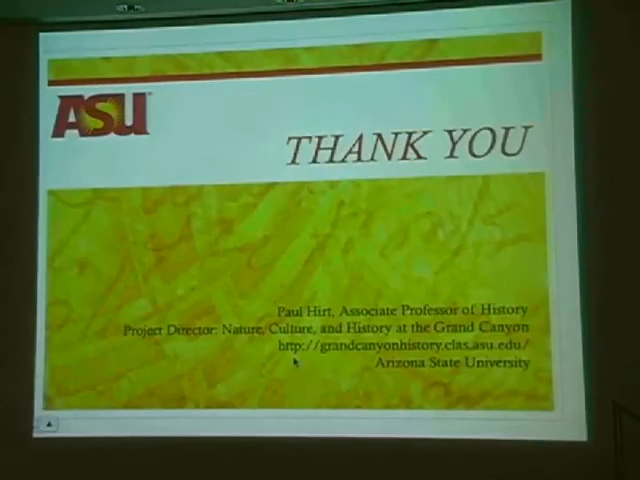 ASU
THANK YOU
Paul Hirt, Associate Professor of History
Project Director: Nature, Culture, and History at the Grand Canyon
http://grandcanyonhistory.clas.asu.edu/
Arizona State University